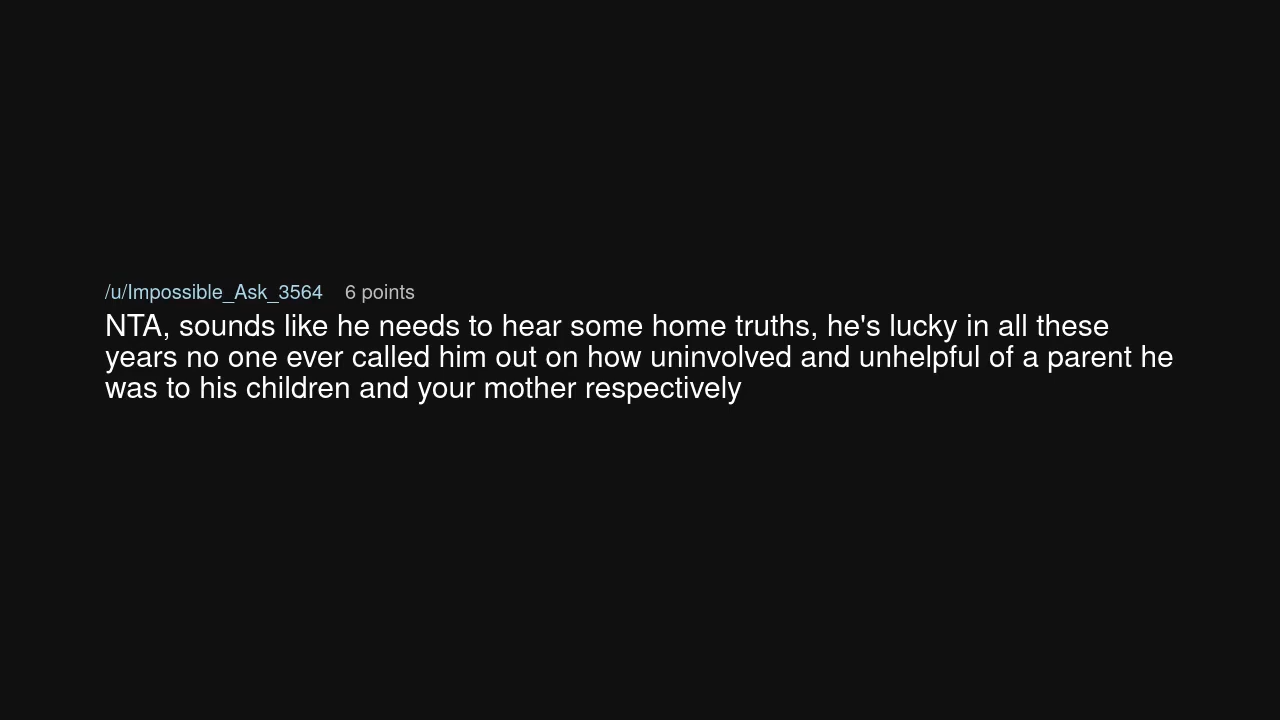 /u/Impossible_Ask_3564 6 points
NTA, sounds like he needs to hear some home truths, he's lucky in all these
years no one ever called him out on how uninvolved and unhelpful of a parent he
was to his children and your mother respectively